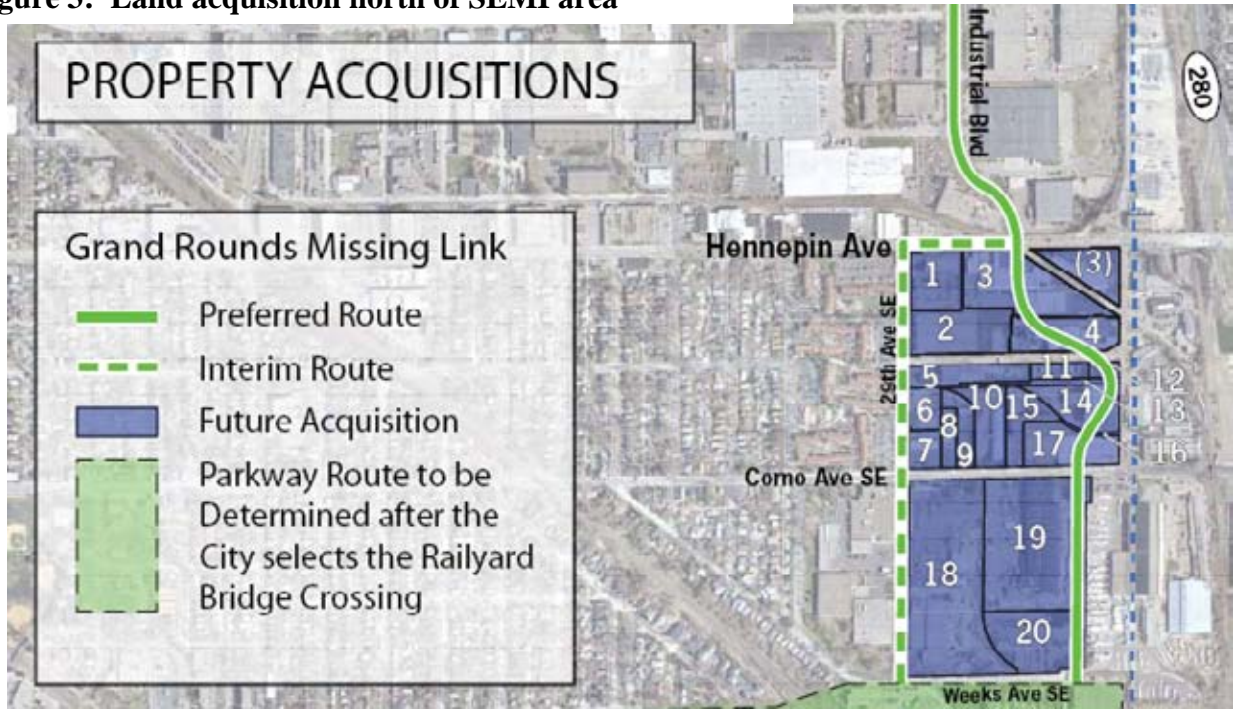 gure 5: Land acquisition north of SEMI area
PROPERTY ACQUISITIONS
Grand Rounds Missing Link
Preferred Route
Interim Route
Future Acquisition
Parkway Route to be
Determined after the
City selects the Railyard
Bridge Crossing
Industrial Blvd
280
Hennepin Ave
29th Ave SE
Como Ave SE
Weeks Ave SE
1
3
(3)
2
4
5
11
12
6
10
15
14
13
8
7
9
17
16
18
19
20